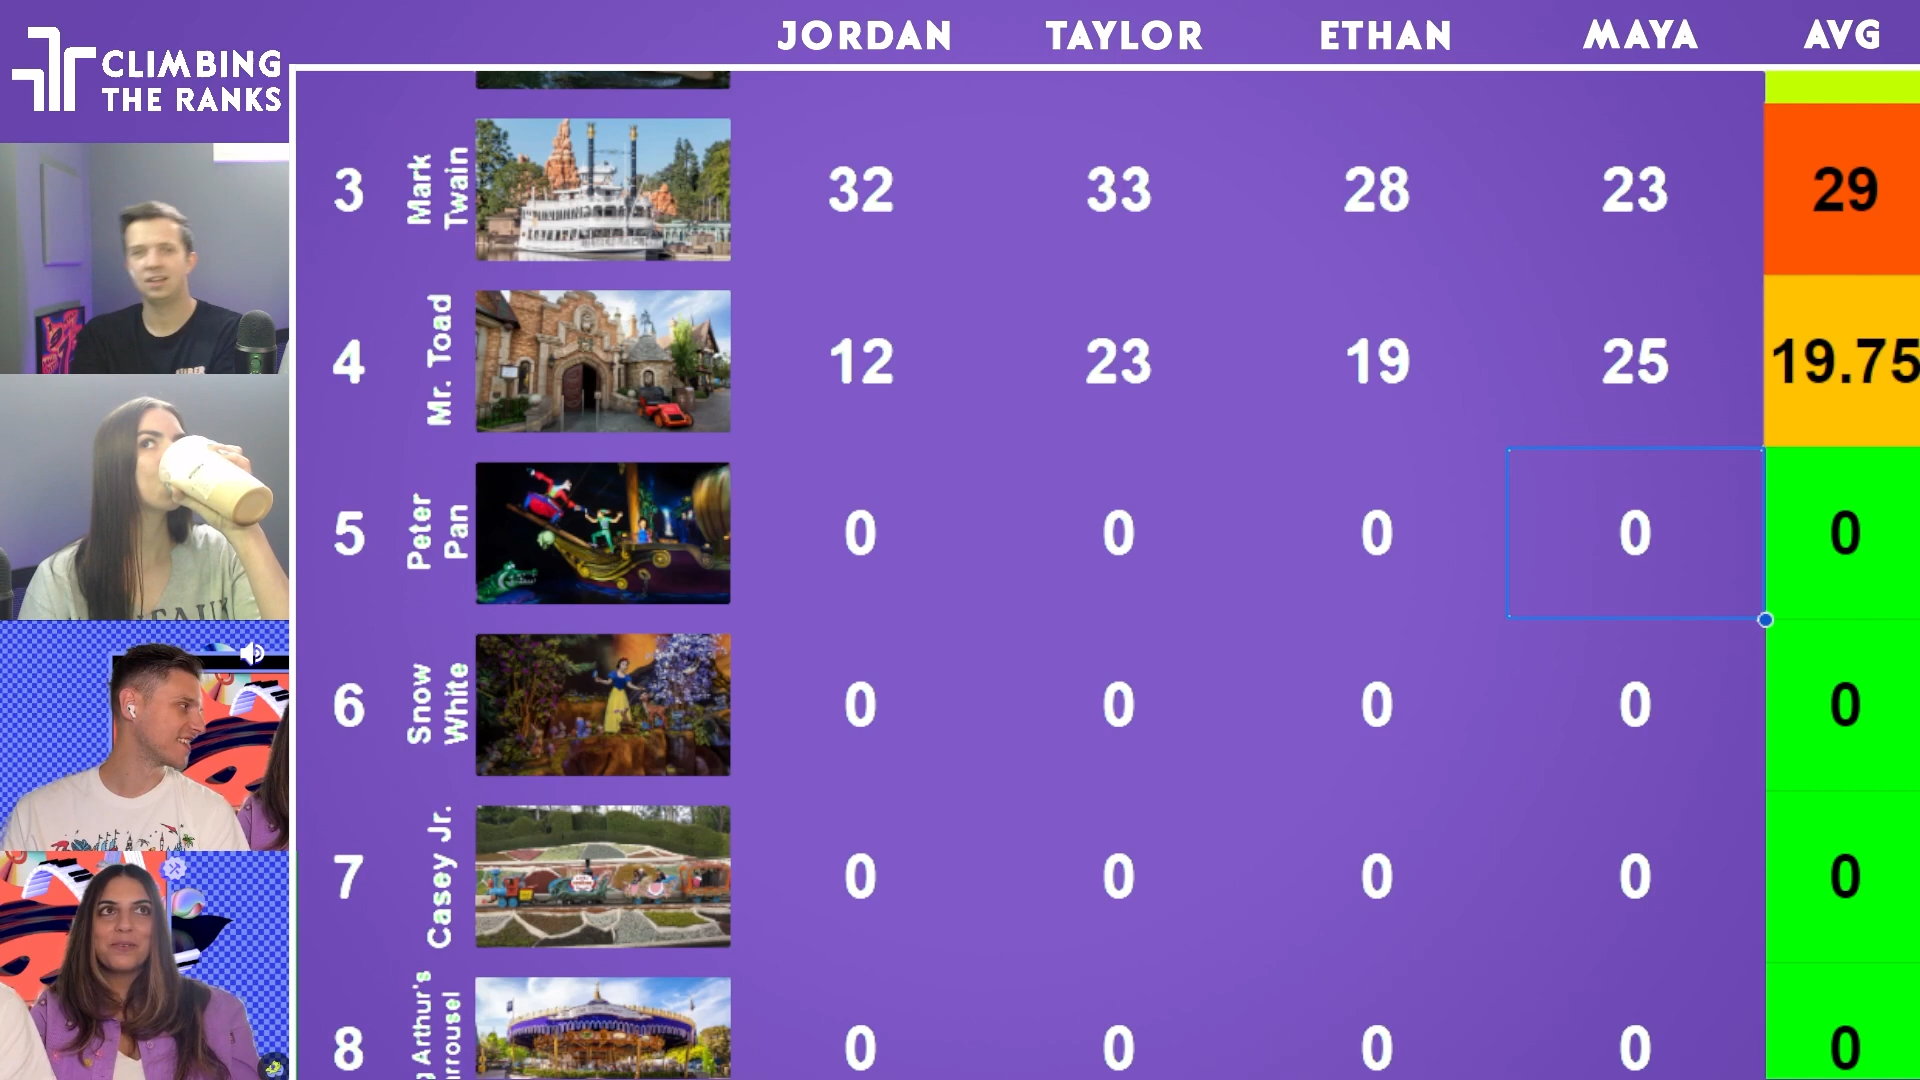 CLIMBING
THE RANKS
JORDAN TAYLOR ETHAN MAYA AVG
3 Mark Twain 32 33 28 23 29
4 Mr. Toad 12 23 19 25 19.75
5 Peter Pan 0 0 0 0 0
6 Snow White 0 0 0 0 0
7 Casey Jr. 0 0 0 0 0
8 Arthur's 0 0 0 0 0